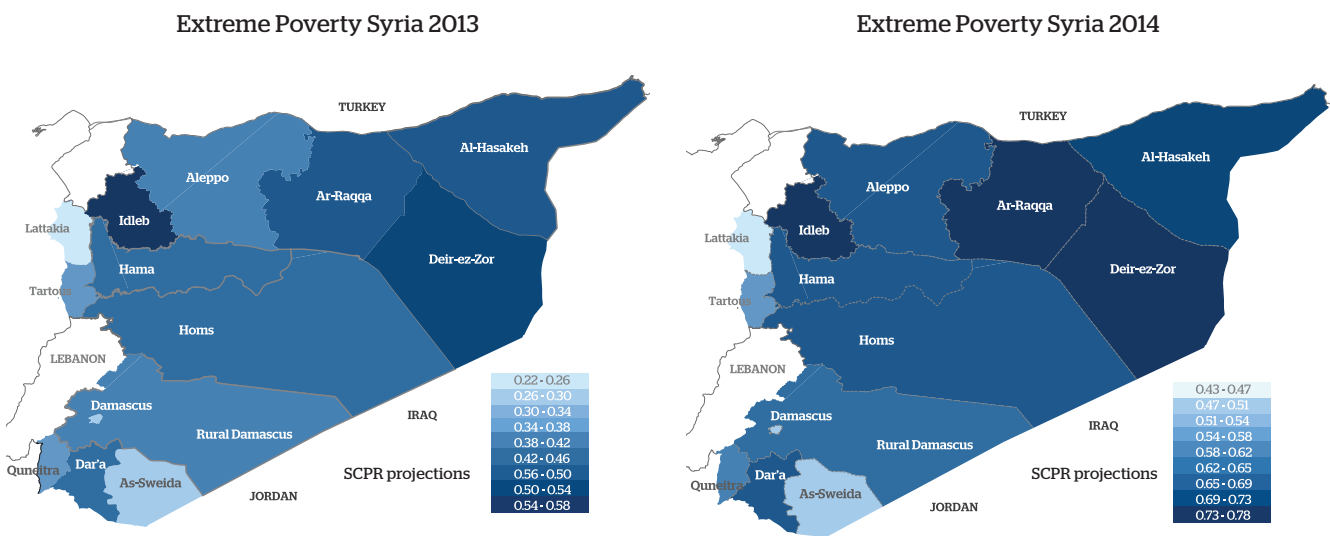 Extreme Poverty Syria 2013
TURKEY
Al-Hasakeh
Aleppo
Ar-Raqqa
Idleb
Lattakia
Deir-ez-Zor
Hama
Tartous
Homs
LEBANON
Damascus
IRAQ
Rural Damascus
Dar'a
Quneitra
As-Sweida
SCPR projections
JORDAN
0.22 - 0.26
0.26 - 0.30
0.30 - 0.34
0.34 - 0.38
0.38 - 0.42
0.42 - 0.46
0.56 - 0.50
0.50 - 0.54
0.54 - 0.58
Extreme Poverty Syria 2014
TURKEY
Al-Hasakeh
Aleppo
Ar-Raqqa
Idleb
Lattakia
Deir-ez-Zor
Hama
Tartous
Homs
LEBANON
Damascus
IRAQ
Rural Damascus
Dar'a
Quneitra
As-Sweida
SCPR projections
JORDAN
0.43 - 0.47
0.47 - 0.51
0.51 - 0.54
0.54 - 0.58
0.58 - 0.62
0.62 - 0.65
0.65 - 0.69
0.69 - 0.73
0.73 - 0.78